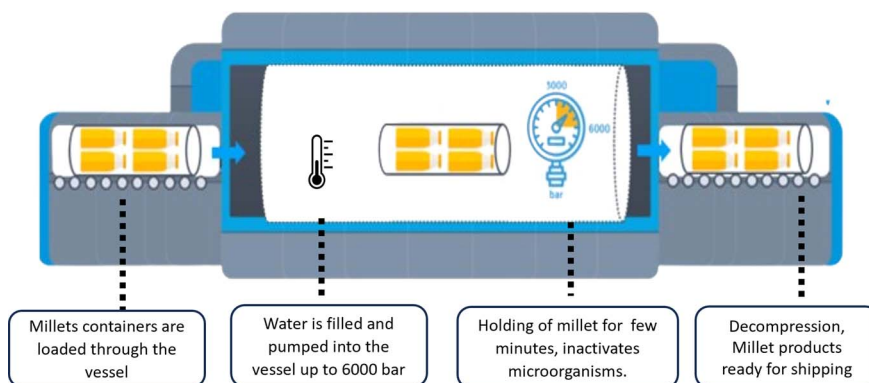 3000
6000
bar
Millets containers are
loaded through the
vessel
Water is filled and
pumped into the
vessel up to 6000 bar
Holding of millet for few
minutes, inactivates
microorganisms.
Decompression,
Millet products
ready for shipping